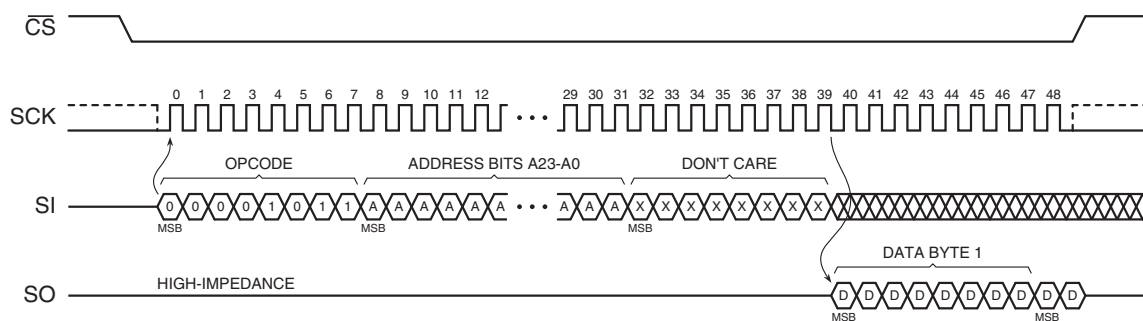 CS
0 1 2 3 4 5 6 7 8 9 10 11 12 29 30 31 32 33 34 35 36 37 38 39 40 41 42 43 44 45 46 47 48
SCK
OPCODE ADDRESS BITS A23-A0 DON'T CARE
SI 0 0 0 0 1 0 1 1 A A A A A A A A A X X X X X X X X
MSB MSB MSB
DATA BYTE 1
HIGH-IMPEDANCE
SO D D D D D D D D D D
MSB MSB